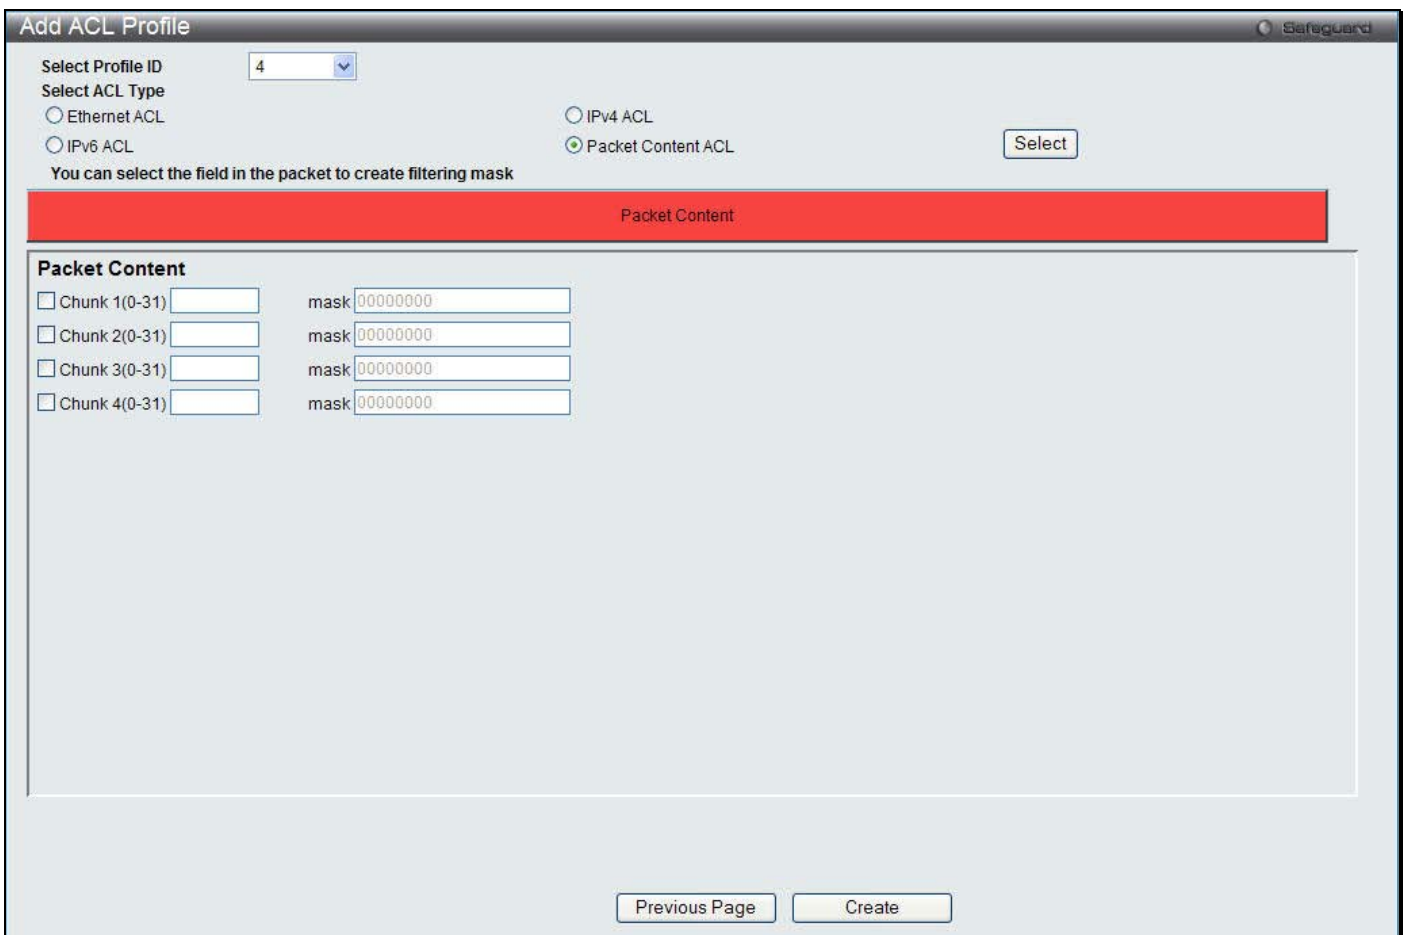 Add ACL Profile
Safeguard
Select Profile ID 4
Select ACL Type
Ethernet ACL IPv4 ACL
IPv6 ACL Packet Content ACL Select
You can select the field in the packet to create filtering mask
Packet Content
Packet Content
Chunk 1(0-31) mask 00000000
Chunk 2(0-31) mask 00000000
Chunk 3(0-31) mask 00000000
Chunk 4(0-31) mask 00000000
Previous Page Create